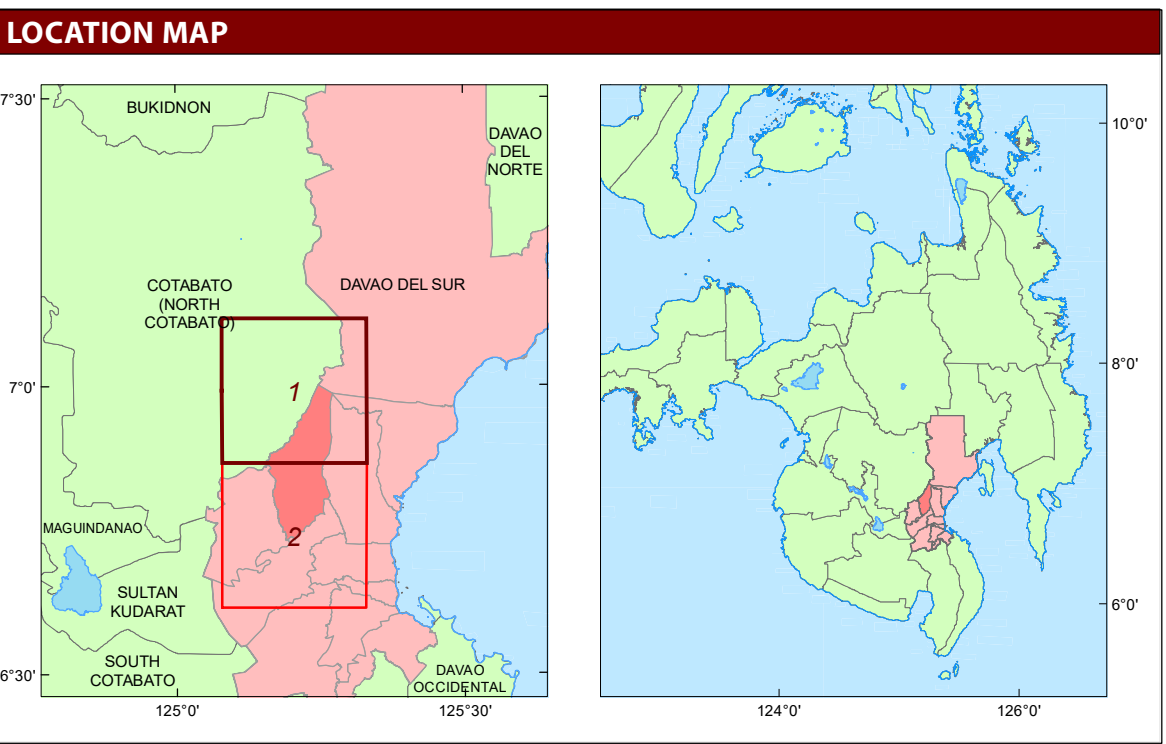 LOCATION MAP
7°30'
BUKIDNON
DAVAO
DEL
NORTE
COTABATO
(NORTH
COTABATO)
DAVAO DEL SUR
7°0'
1
MAGUINDANAO
2
SULTAN
KUDARAT
SOUTH
COTABATO
DAVAO
OCCIDENTAL
6°30'
125°0'
125°30'
10°0'
8°0'
6°0'
124°0'
126°0'